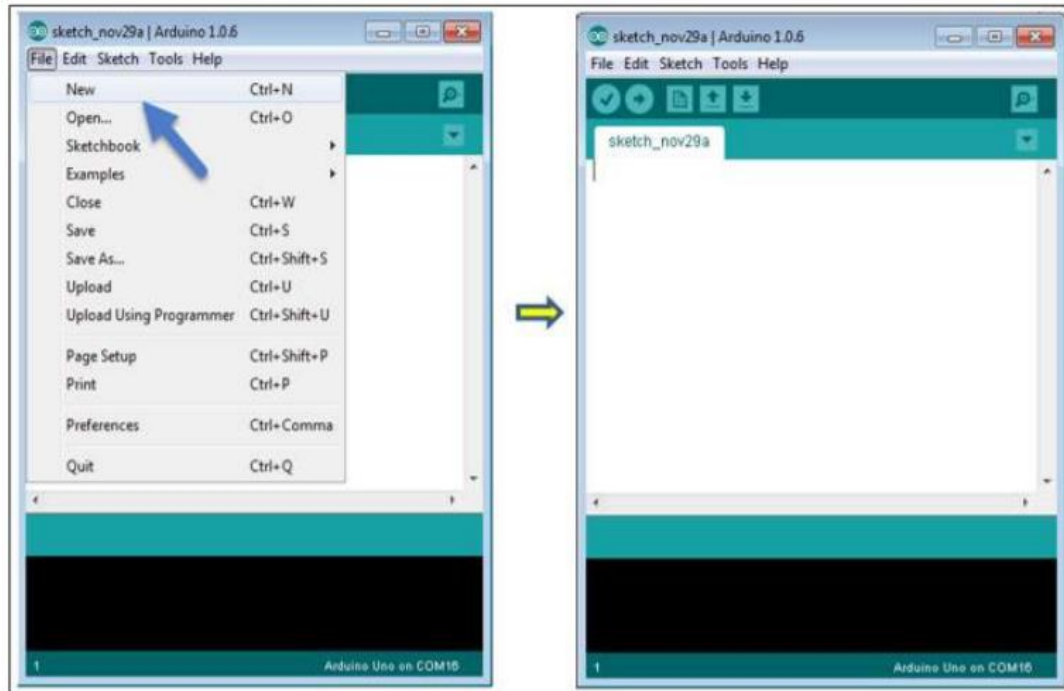 sketch_nov29a | Arduino 1.0.6
File Edit Sketch Tools Help
New Ctrl+N
Open... Ctrl+O
Sketchbook
Examples
Close Ctrl+W
Save Ctrl+S
Save As... Ctrl+Shift+S
Upload Ctrl+U
Upload Using Programmer Ctrl+Shift+U
Page Setup Ctrl+Shift+P
Print Ctrl+P
Preferences Ctrl+Comma
Quit Ctrl+Q
1 Arduino Uno on COM16
sketch_nov29a | Arduino 1.0.6
File Edit Sketch Tools Help
sketch_nov29a
1 Arduino Uno on COM16